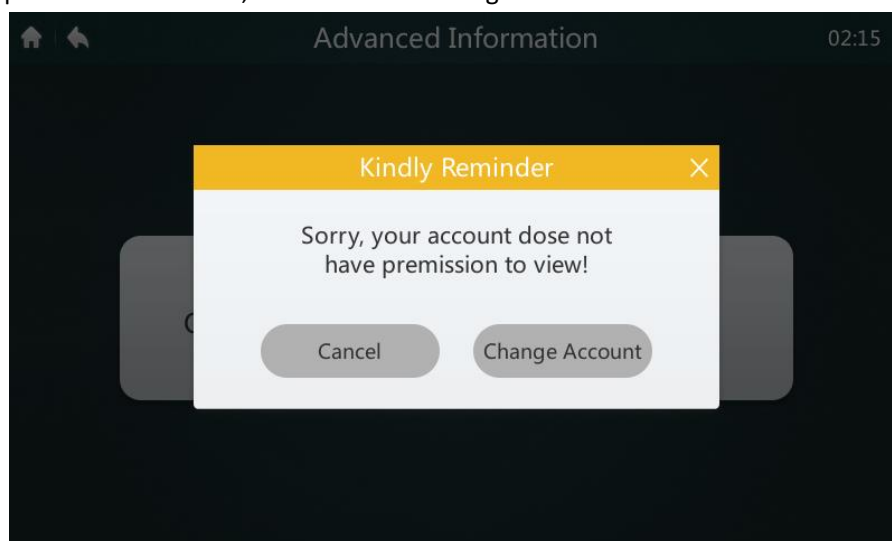 Advanced Information
02:15
Kindly Reminder
Sorry, your account dose not
have premission to view!
Cancel
Change Account